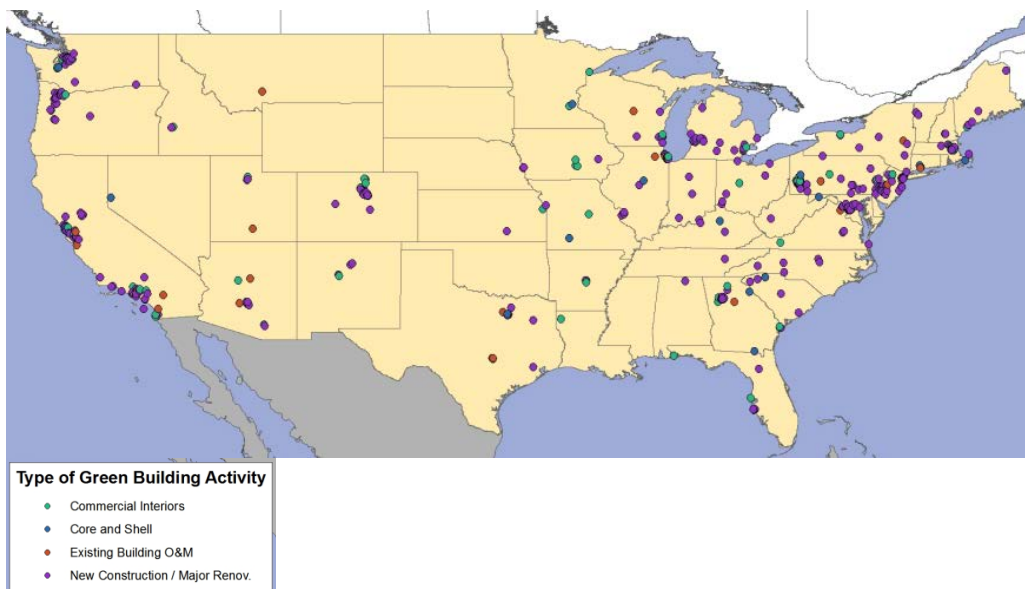 Type of Green Building Activity
Commercial Interiors
Core and Shell
Existing Building O&M
New Construction / Major Renov.